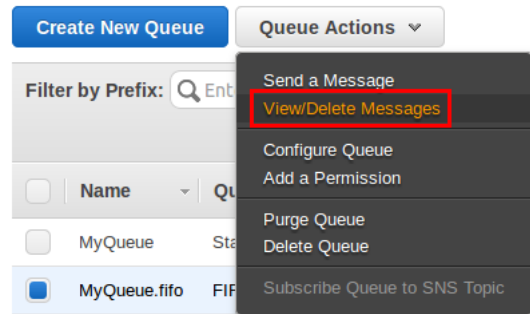 Create New Queue
Queue Actions
Filter by Prefix:
Send a Message
View/Delete Messages
Configure Queue
Add a Permission
Name
Purge Queue
Delete Queue
MyQueue
MyQueue.fifo
Subscribe Queue to SNS Topic